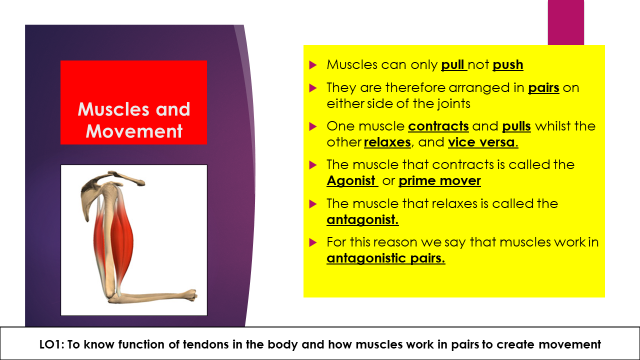 Muscles and
Movement
Muscles can only pull not push
They are therefore arranged in pairs on
either side of the joints
One muscle contracts and pulls whilst the
other relaxes, and vice versa.
The muscle that contracts is called the
Agonist or prime mover
The muscle that relaxes is called the
antagonist.
For this reason we say that muscles work in
antagonistic pairs.
LO1: To know function of tendons in the body and how muscles work in pairs to create movement